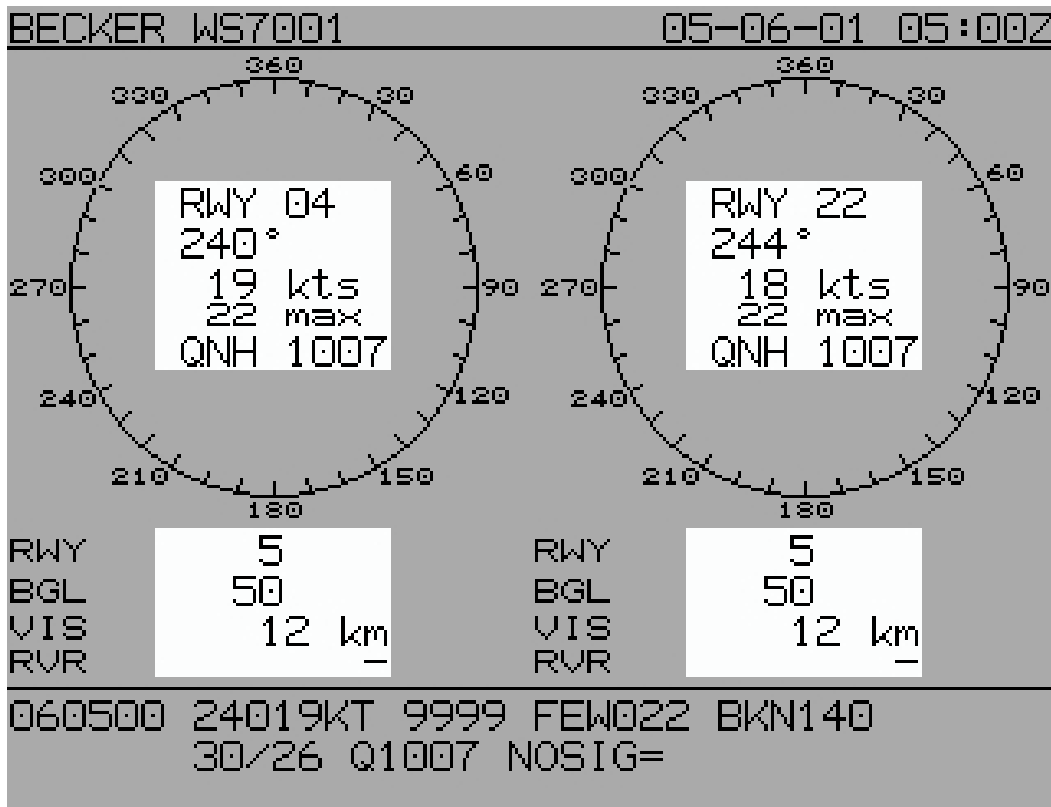 BECKER WS7001 05-06-01 05:00Z
360 360
330 30 330 30
300 60 300 60
RWY 04 RWY 22
240° 244°
270 19 kts 90 270 18 kts 90
22 max 22 max
QNH 1007 QNH 1007
240 120 240 120
210 150 210 150
180 180
RWY 5 RWY 5
BGL 50 BGL 50
VIS 12 km VIS 12 km
RVR – RVR –
060500 24019KT 9999 FEW022 BKN140
30/26 Q1007 NOSIG=